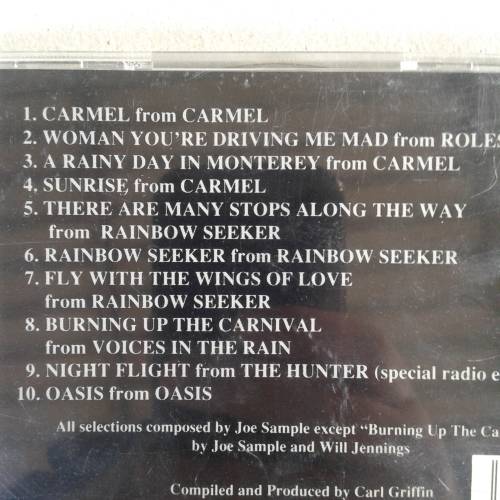 1. CARMEL from CARMEL
2. WOMAN YOU'RE DRIVING ME MAD from ROLES
3. A RAINY DAY IN MONTEREY from CARMEL
4. SUNRISE from CARMEL
5. THERE ARE MANY STOPS ALONG THE WAY
from RAINBOW SEEKER
6. RAINBOW SEEKER from RAINBOW SEEKER
7. FLY WITH THE WINGS OF LOVE
from RAINBOW SEEKER
8. BURNING UP THE CARNIVAL
from VOICES IN THE RAIN
9. NIGHT FLIGHT from THE HUNTER (special radio e
10. OASIS from OASIS
All selections composed by Joe Sample except "Burning Up The Ca
by Joe Sample and Will Jennings
Compiled and Produced by Carl Griffin